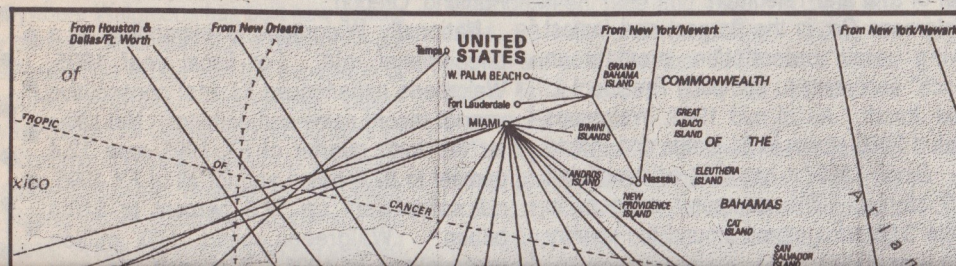 From Houston &
Dallas/Ft. Worth
From New Orleans
From New York/Newark
From New York/Newark
Tampa
UNITED
STATES
of
W. PALM BEACH
GRAND
BAHAMA
ISLAND
COMMONWEALTH
Fort Lauderdale
MIAMI
TROPIC
BIMINI
ISLANDS
GREAT
ABACO
ISLAND
OF THE
OF
xico
ANDROS
ISLAND
Nassau
ELEUTHERA
ISLAND
CANCER
NEW
PROVIDENCE
ISLAND
BAHAMAS
CAT
ISLAND
SAN
SALVADOR
ISLAND